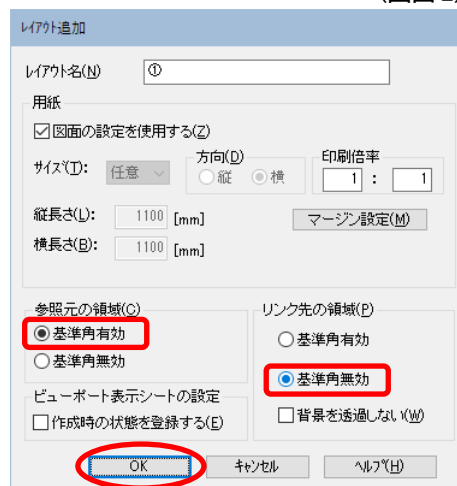 レイアウト追加
レイアウト名(N) ①
用紙
図面の設定を使用する(Z)
サイズ(T): 任意 方向(D) 縦 横 印刷倍率 1 : 1
縦長さ(L): 1100 [mm] マージン設定(M)
横長さ(B): 1100 [mm]
参照元の領域(C) リンク先の領域(P)
基準角有効 基準角有効
基準角無効 基準角無効
ビューポート表示シートの設定
作成時の状態を登録する(E) 背景を透過しない(W)
OK キャンセル ヘルプ(H)